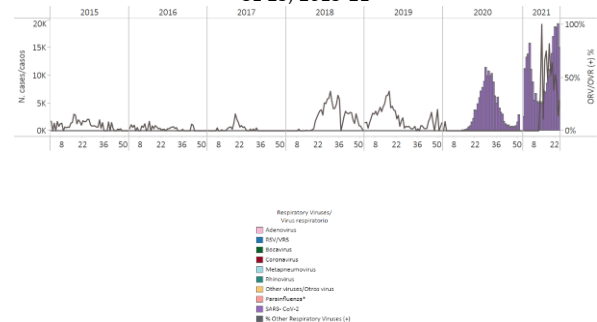 2015 2016 2017 2018 2019 2020 2021
20K 100%
15K
10K 50%
5K
0K 0%
N. cases/casos
ORV/OVR (+) %
8 22 36 50 8 22 36 50 8 22 36 50 8 22 36 50 8 22 36 50 8 22 36 50 8 22
Respiratory Viruses/
Virus respiratorio
Adenovirus
RSV/VRS
Bocavirus
Coronavirus
Metapneumovirus
Rhinovirus
Other viruses/Otros virus
Parainfluenza*
SARS- CoV-2
% Other Respiratory Viruses (+)